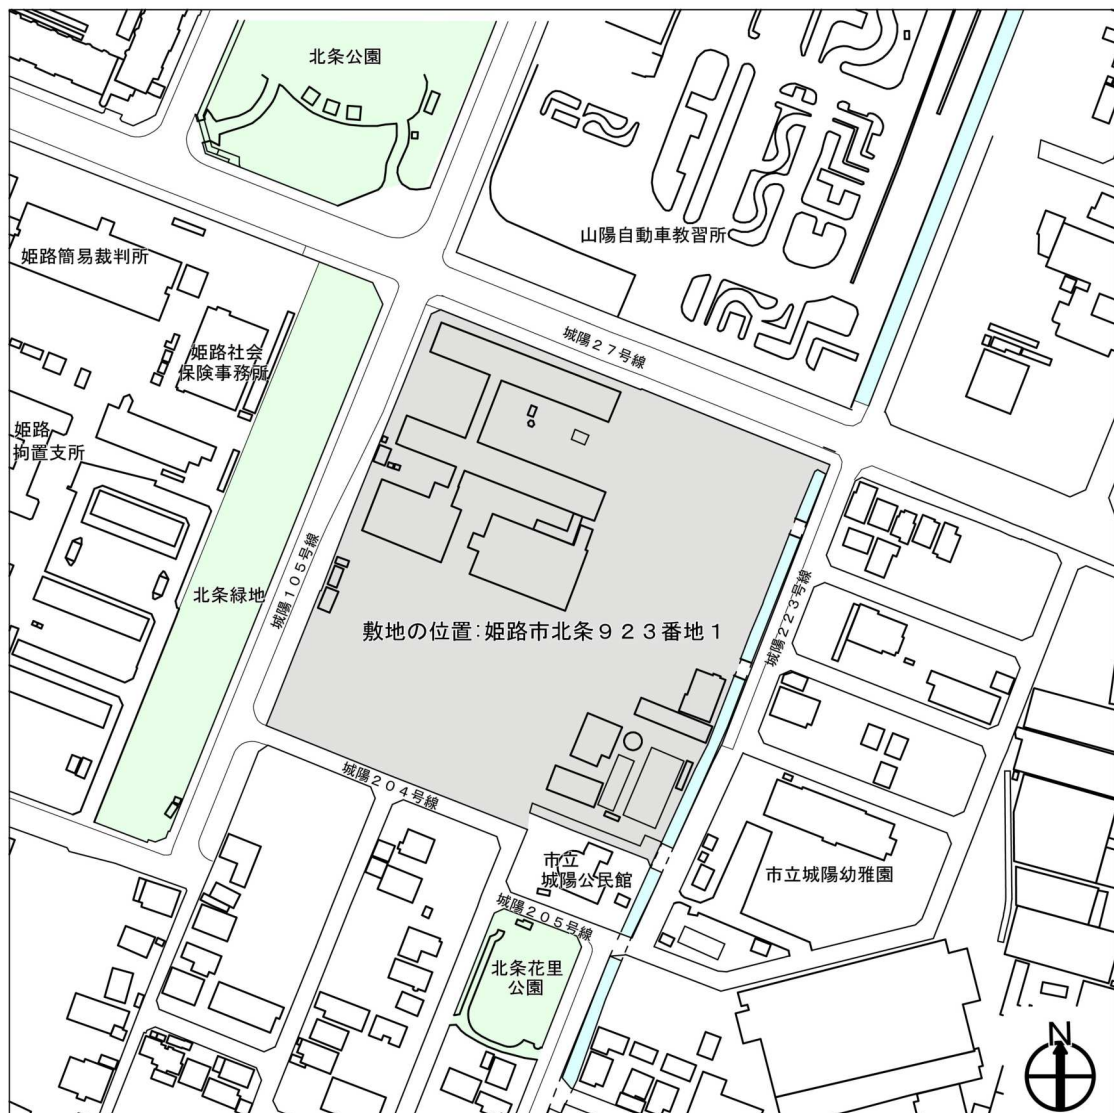 北条公園
山陽自動車教習所
姫路簡易裁判所
城陽２７号線
姫路社会
保険事務所
姫路
拘置支所
北条緑地
城陽１０５号線
城陽２２３号線
敷地の位置:姫路市北条９２３番地１
城陽２０４号線
市立
城陽公民館
市立城陽幼雅園
城陽２０５号線
北条花里
公園
N